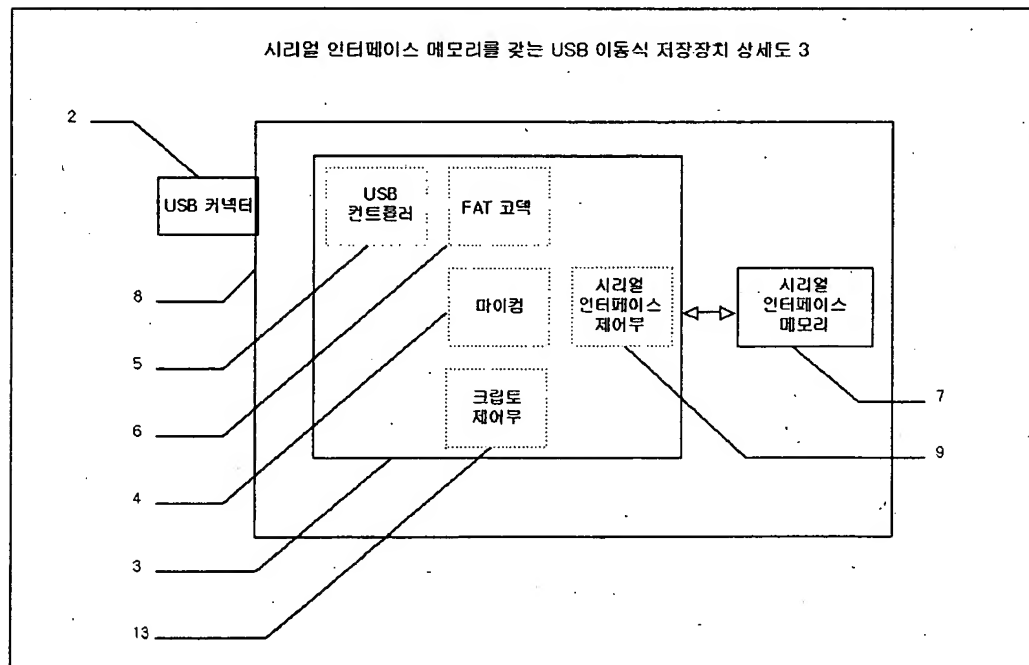 시리얼 인터페이스 메모리를 갖는 USB 이동식 저장장치 상세도 3
2
USB 커넥터
USB
컨트롤러
FAT 코덱
8
마이컴
시리얼
인터페이스
제어부
시리얼
인터페이스
메모리
5
6
크립토
제어부
7
9
4
3
13